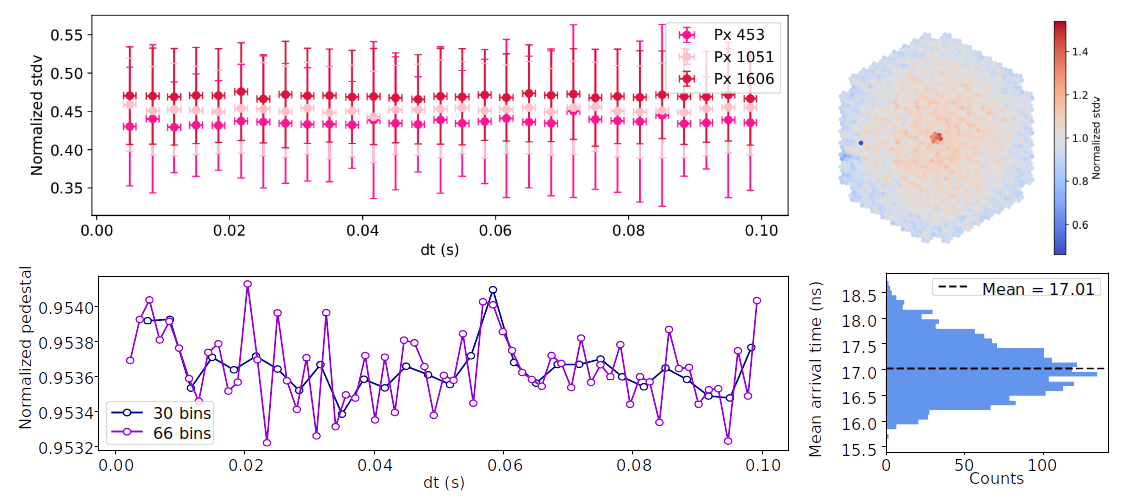 Normalized stdv
0.55
0.50
0.45
0.40
0.35
0.00
0.02
0.04
0.06
0.08
0.10
dt (s)
Px 453
Px 1051
Px 1606
1.4
1.2
1.0
0.8
0.6
Normalized stdv
Normalized pedestal
0.9540
0.9538
0.9536
0.9534
0.9532
0.00
0.02
0.04
0.06
0.08
0.10
dt (s)
30 bins
66 bins
Mean arrival time (ns)
18.5
18.0
17.5
17.0
16.5
16.0
15.5
0
50
100
Counts
Mean = 17.01